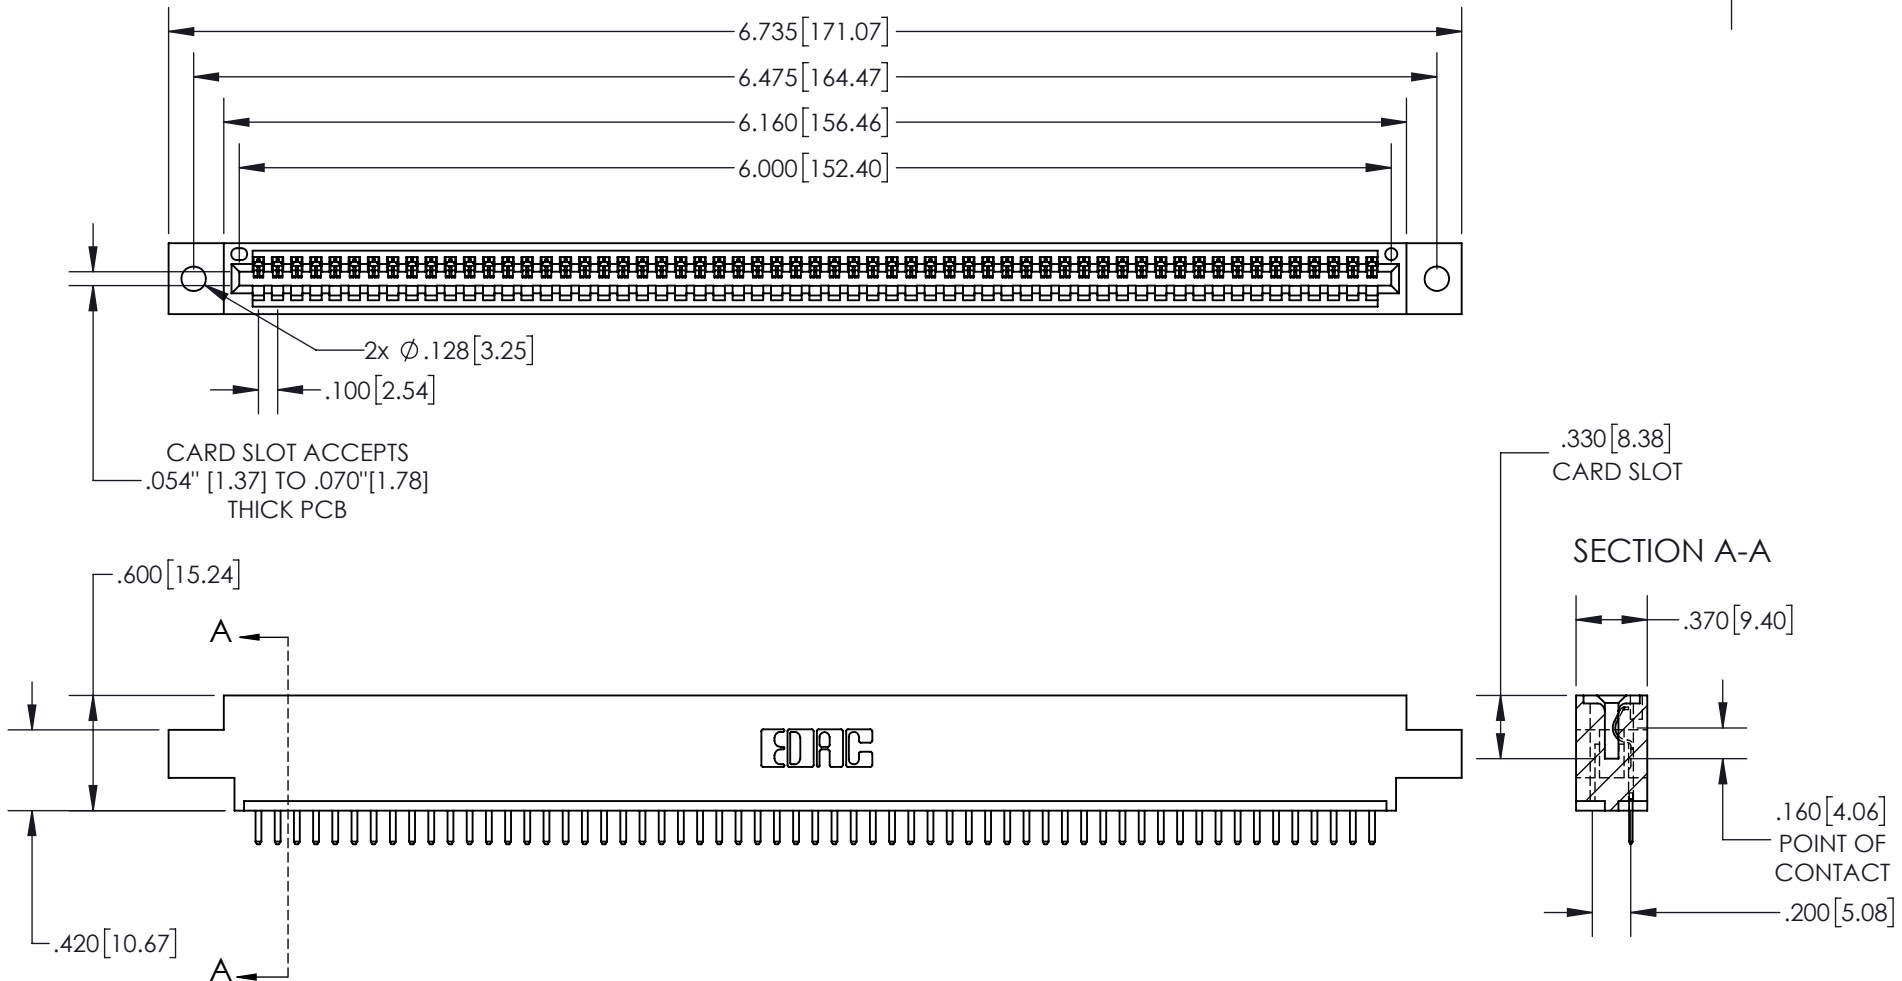 6.735[171.07]
6.475[164.47]
6.160[156.46]
6.000[152.40]
2x Ø.128[3.25]
.100[2.54]
CARD SLOT ACCEPTS
.054" [1.37] TO .070"[1.78]
THICK PCB
.330[8.38]
CARD SLOT
SECTION A-A
.600[15.24]
.370[9.40]
A
EDAC
.160[4.06]
POINT OF
CONTACT
.200[5.08]
.420[10.67]
A